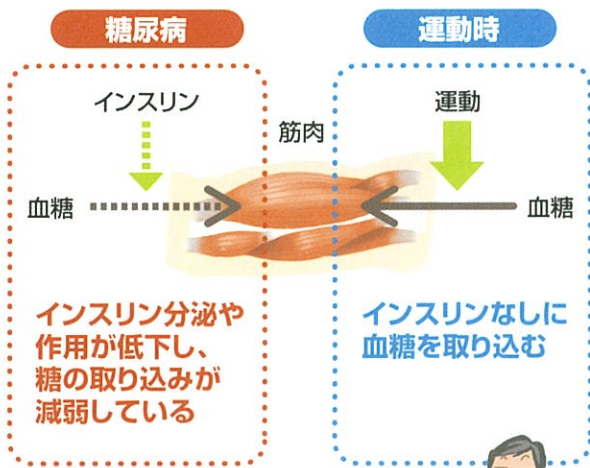 糖尿病
インスリン
血糖
インスリン分泌や
作用が低下し、
糖の取り込みが
減弱している
筋肉
運動時
運動
血糖
インスリンなしに
血糖を取り込む